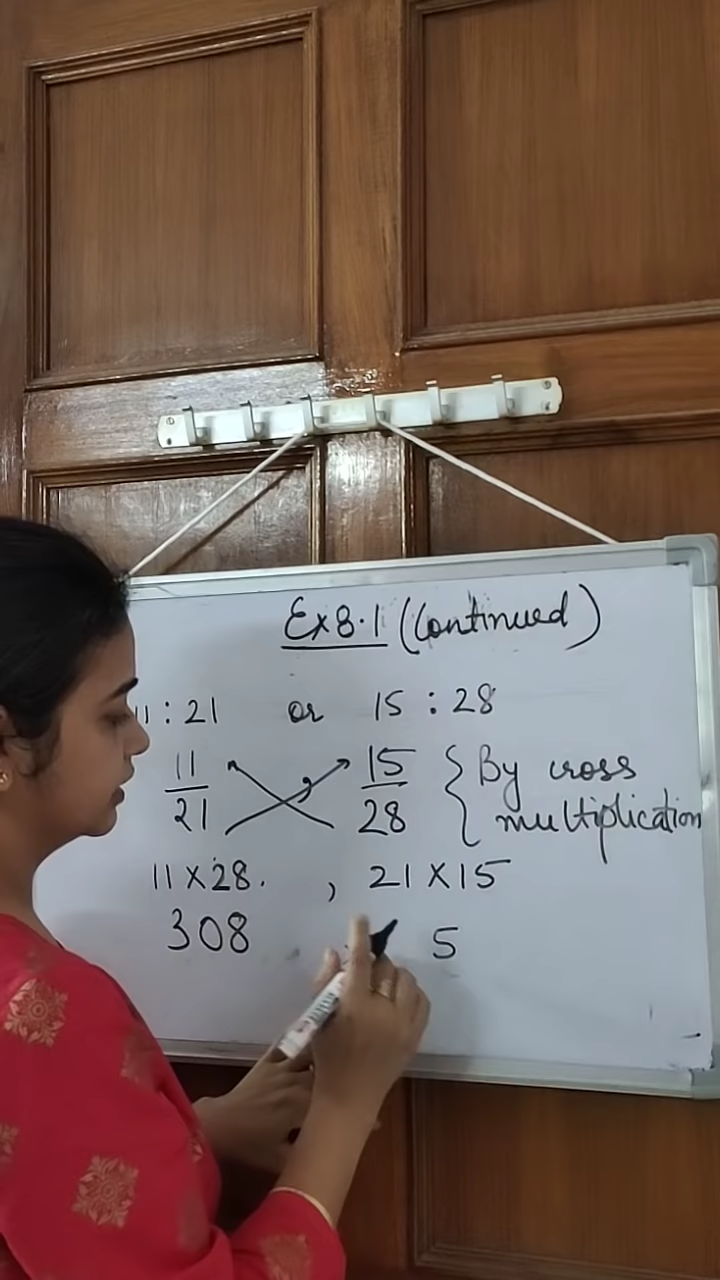 Ex 8.1 (Continued)
11 : 21 or 15 : 28
11 15 { By cross
21 28 multiplication
11 X 28. , 21 X 15
308 5